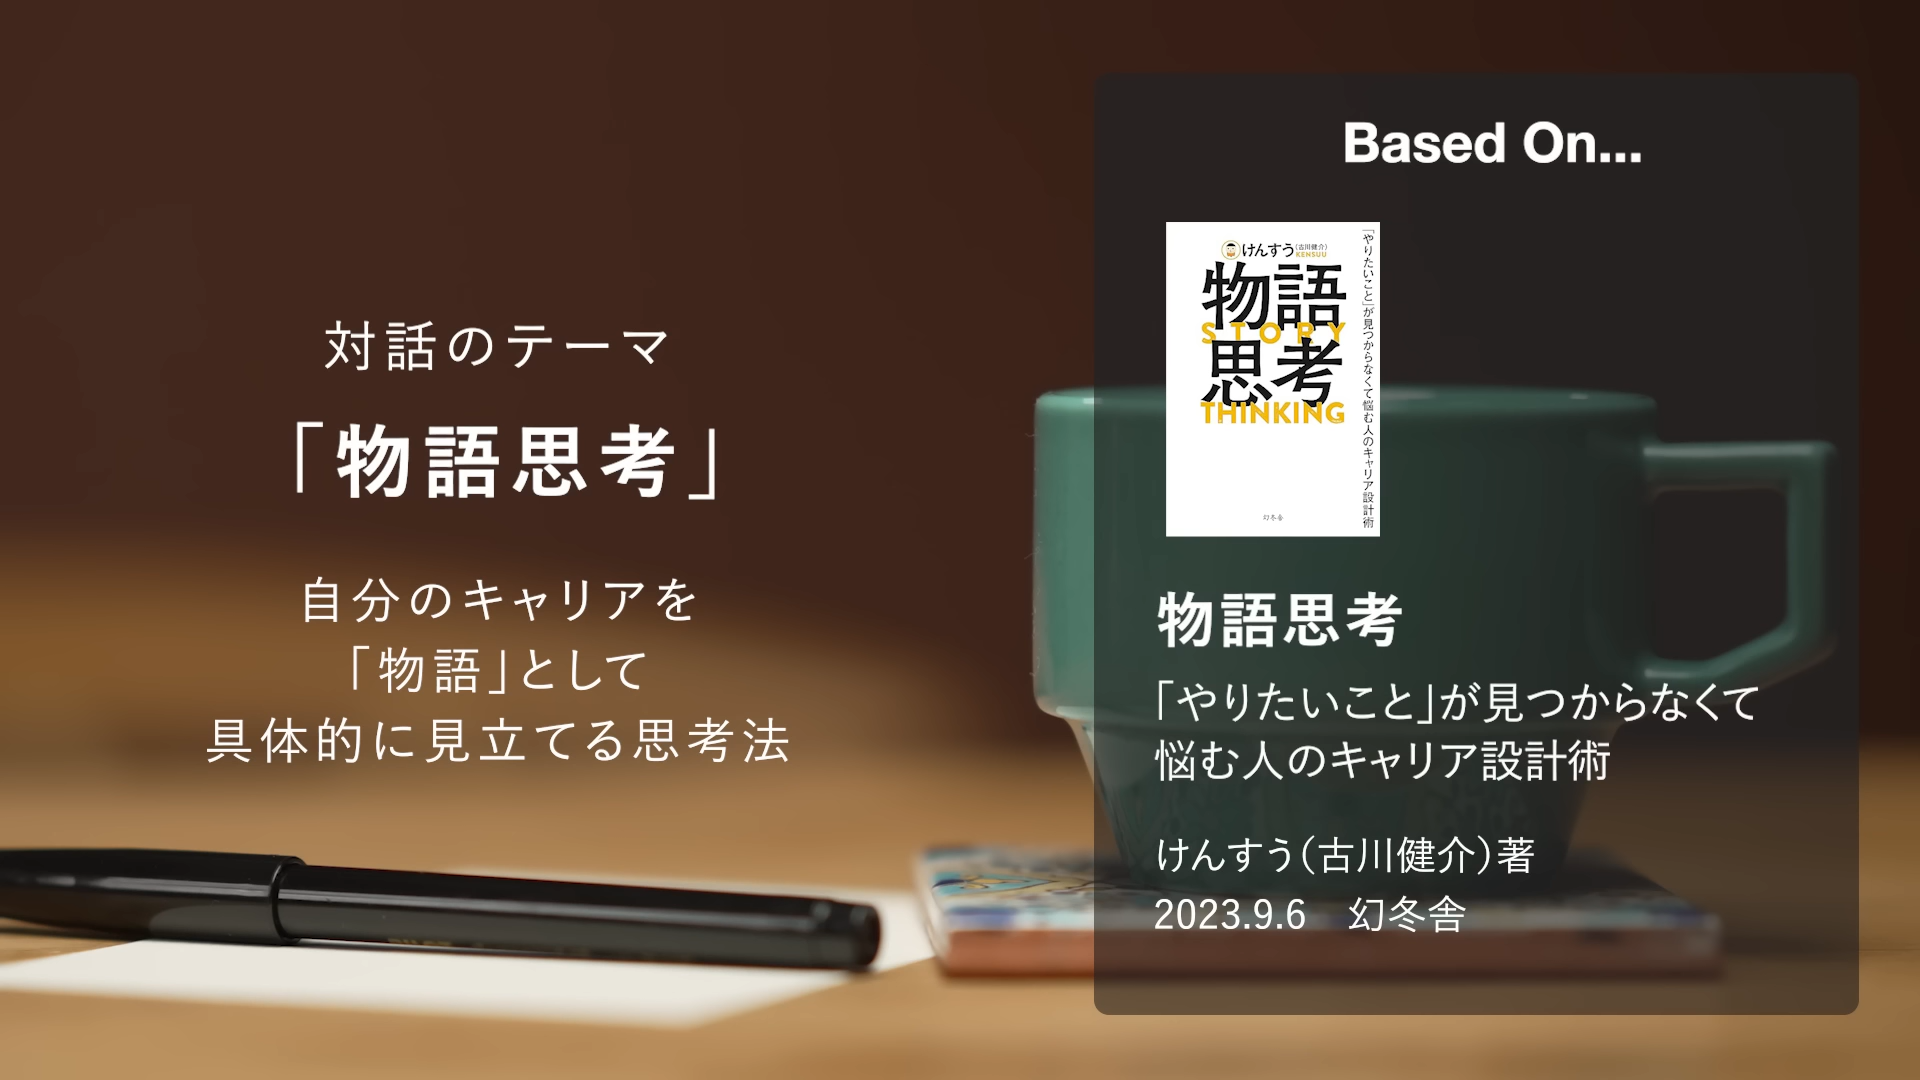 対話のテーマ
「物語思考」
自分のキャリアを
「物語」として
具体的に見立てる思考法
Based On...
けんすう(古川健介)
KENSUU
物語
STORY
思考
THINKING
「やりたいこと」が見つからなくて悩む人のキャリア設計術
幻冬舎
物語思考
「やりたいこと」が見つからなくて
悩む人のキャリア設計術
けんすう(古川健介)著
2023.9.6　幻冬舎